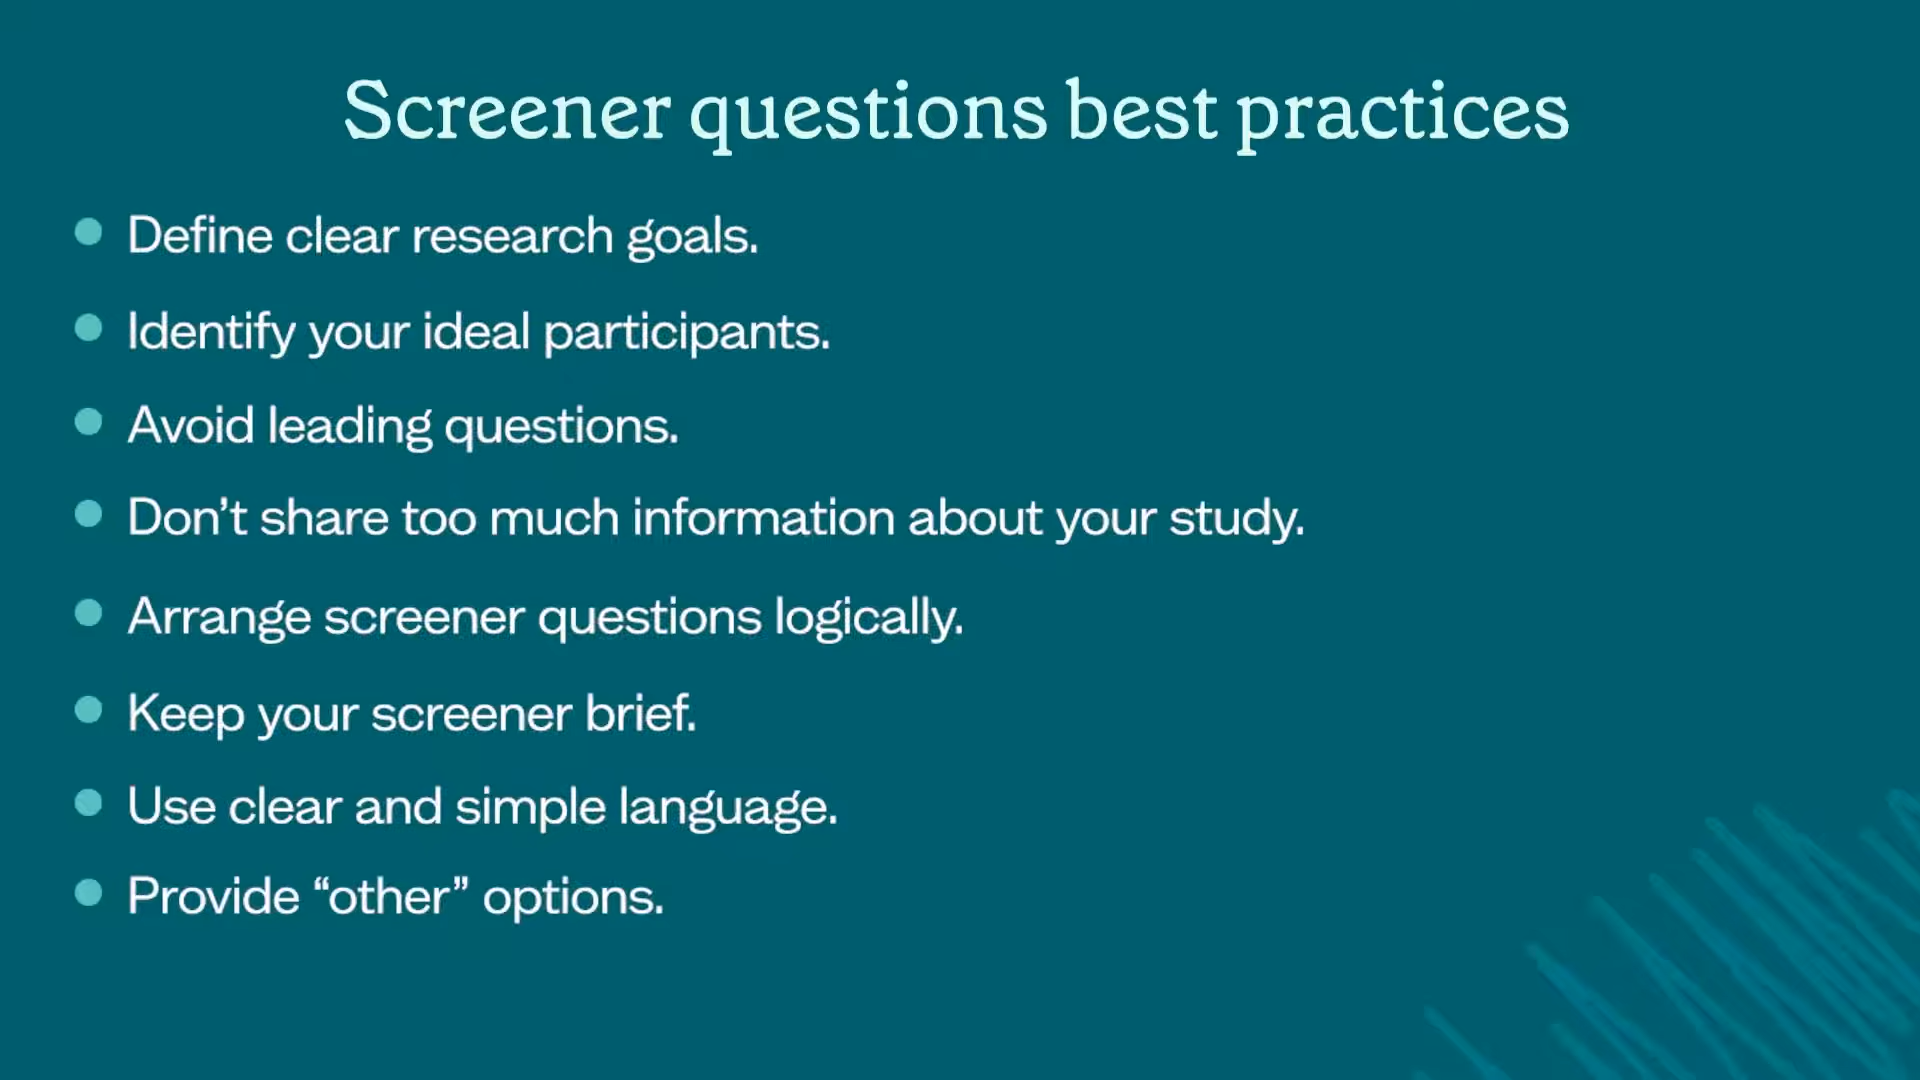 Screener questions best practices
Define clear research goals.
Identify your ideal participants.
Avoid leading questions.
Don’t share too much information about your study.
Arrange screener questions logically.
Keep your screener brief.
Use clear and simple language.
Provide “other” options.